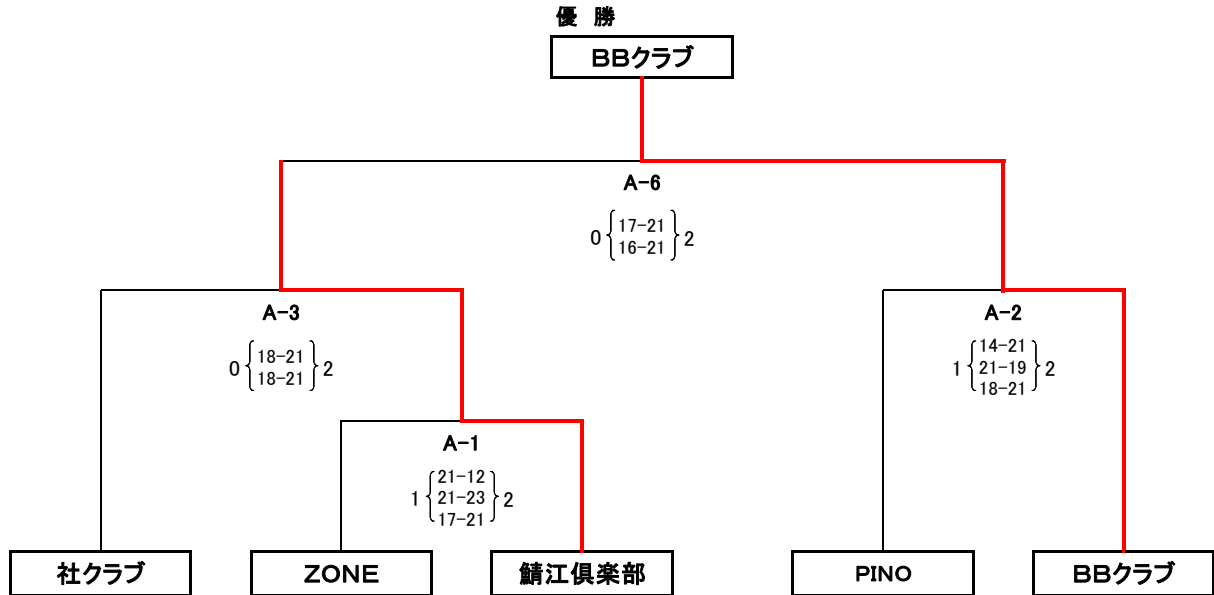 優 勝
BBクラブ
A-6
0 { 17-21 } 2
16-21
A-3
0 { 18-21 } 2
18-21
A-2
14-21
1 { 21-19 } 2
18-21
A-1
21-12
1 { 21-23 } 2
17-21
社クラブ
ZONE
鯖江倶楽部
PINO
BBクラブ